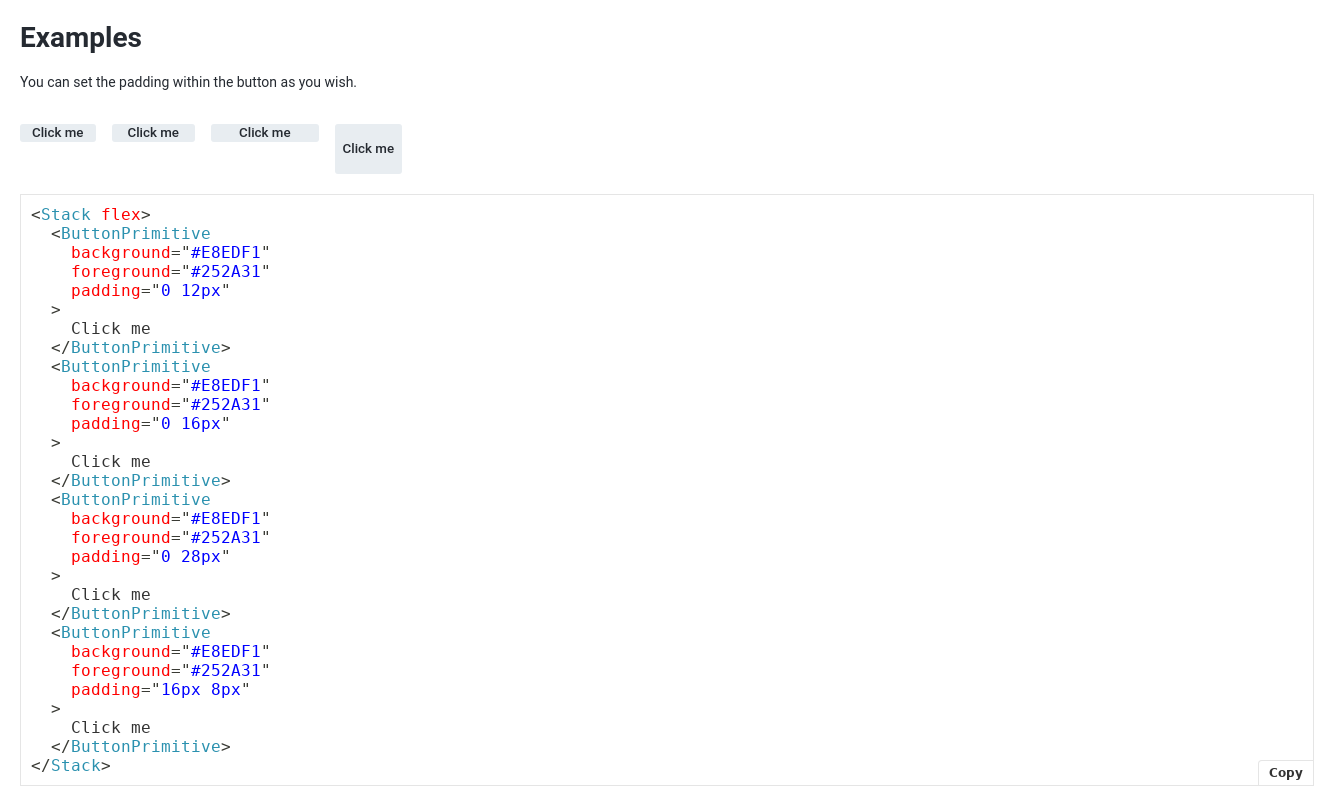 Examples
You can set the padding within the button as you wish.
Click me Click me Click me Click me
<Stack flex>
  <ButtonPrimitive
    background="#E8EDF1"
    foreground="#252A31"
    padding="0 12px"
  >
    Click me
  </ButtonPrimitive>
  <ButtonPrimitive
    background="#E8EDF1"
    foreground="#252A31"
    padding="0 16px"
  >
    Click me
  </ButtonPrimitive>
  <ButtonPrimitive
    background="#E8EDF1"
    foreground="#252A31"
    padding="0 28px"
  >
    Click me
  </ButtonPrimitive>
  <ButtonPrimitive
    background="#E8EDF1"
    foreground="#252A31"
    padding="16px 8px"
  >
    Click me
  </ButtonPrimitive>
</Stack>
Copy